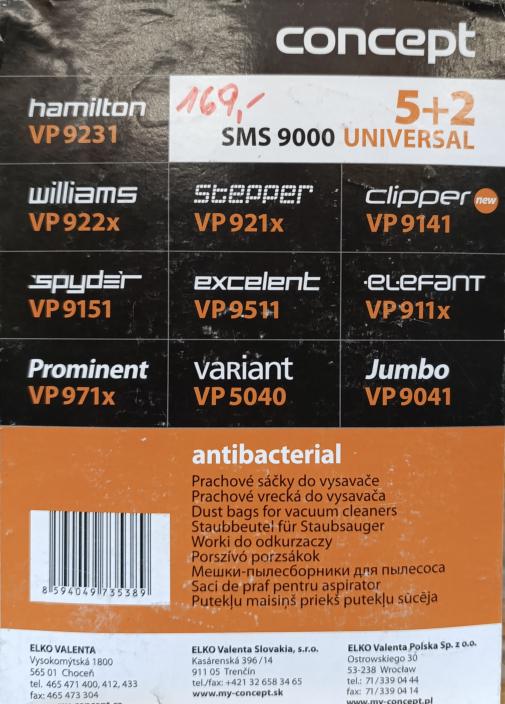 concept
hamilton
VP 9231
169,-
5+2
SMS 9000 UNIVERSAL
williams
VP 922x
stepper
VP 921x
clipper new
VP 9141
spyder
VP 9151
excelent
VP 9511
elefant
VP 911x
Prominent
VP 971x
variant
VP 5040
Jumbo
VP 9041
antibacterial
Prachové sáčky do vysavače
Prachové vrecká do vysavača
Dust bags for vacuum cleaners
Staubbeutel für Staubsauger
Worki do odkurzaczy
Porszívó porzsákok
Мешки-пылесборники для пылесоса
Saci de praf pentru aspirator
Putekļu maisiņš priekš putekļu sūcēja
8 594049 735389
ELKO VALENTA
Vysokomýtská 1800
565 01 Choceň
tel. 465 471 400, 412, 433
fax: 465 473 304
ELKO Valenta Slovakia, s.r.o.
Kasárenská 396/14
911 05 Trenčín
tel./fax: +421 32 658 34 65
www.my-concept.sk
ELKO Valenta Polska Sp. z o.o.
Ostrowskiego 30
53-238 Wrocław
tel.: 71/339 04 44
fax: 71/339 04 14
www.my-concept.pl